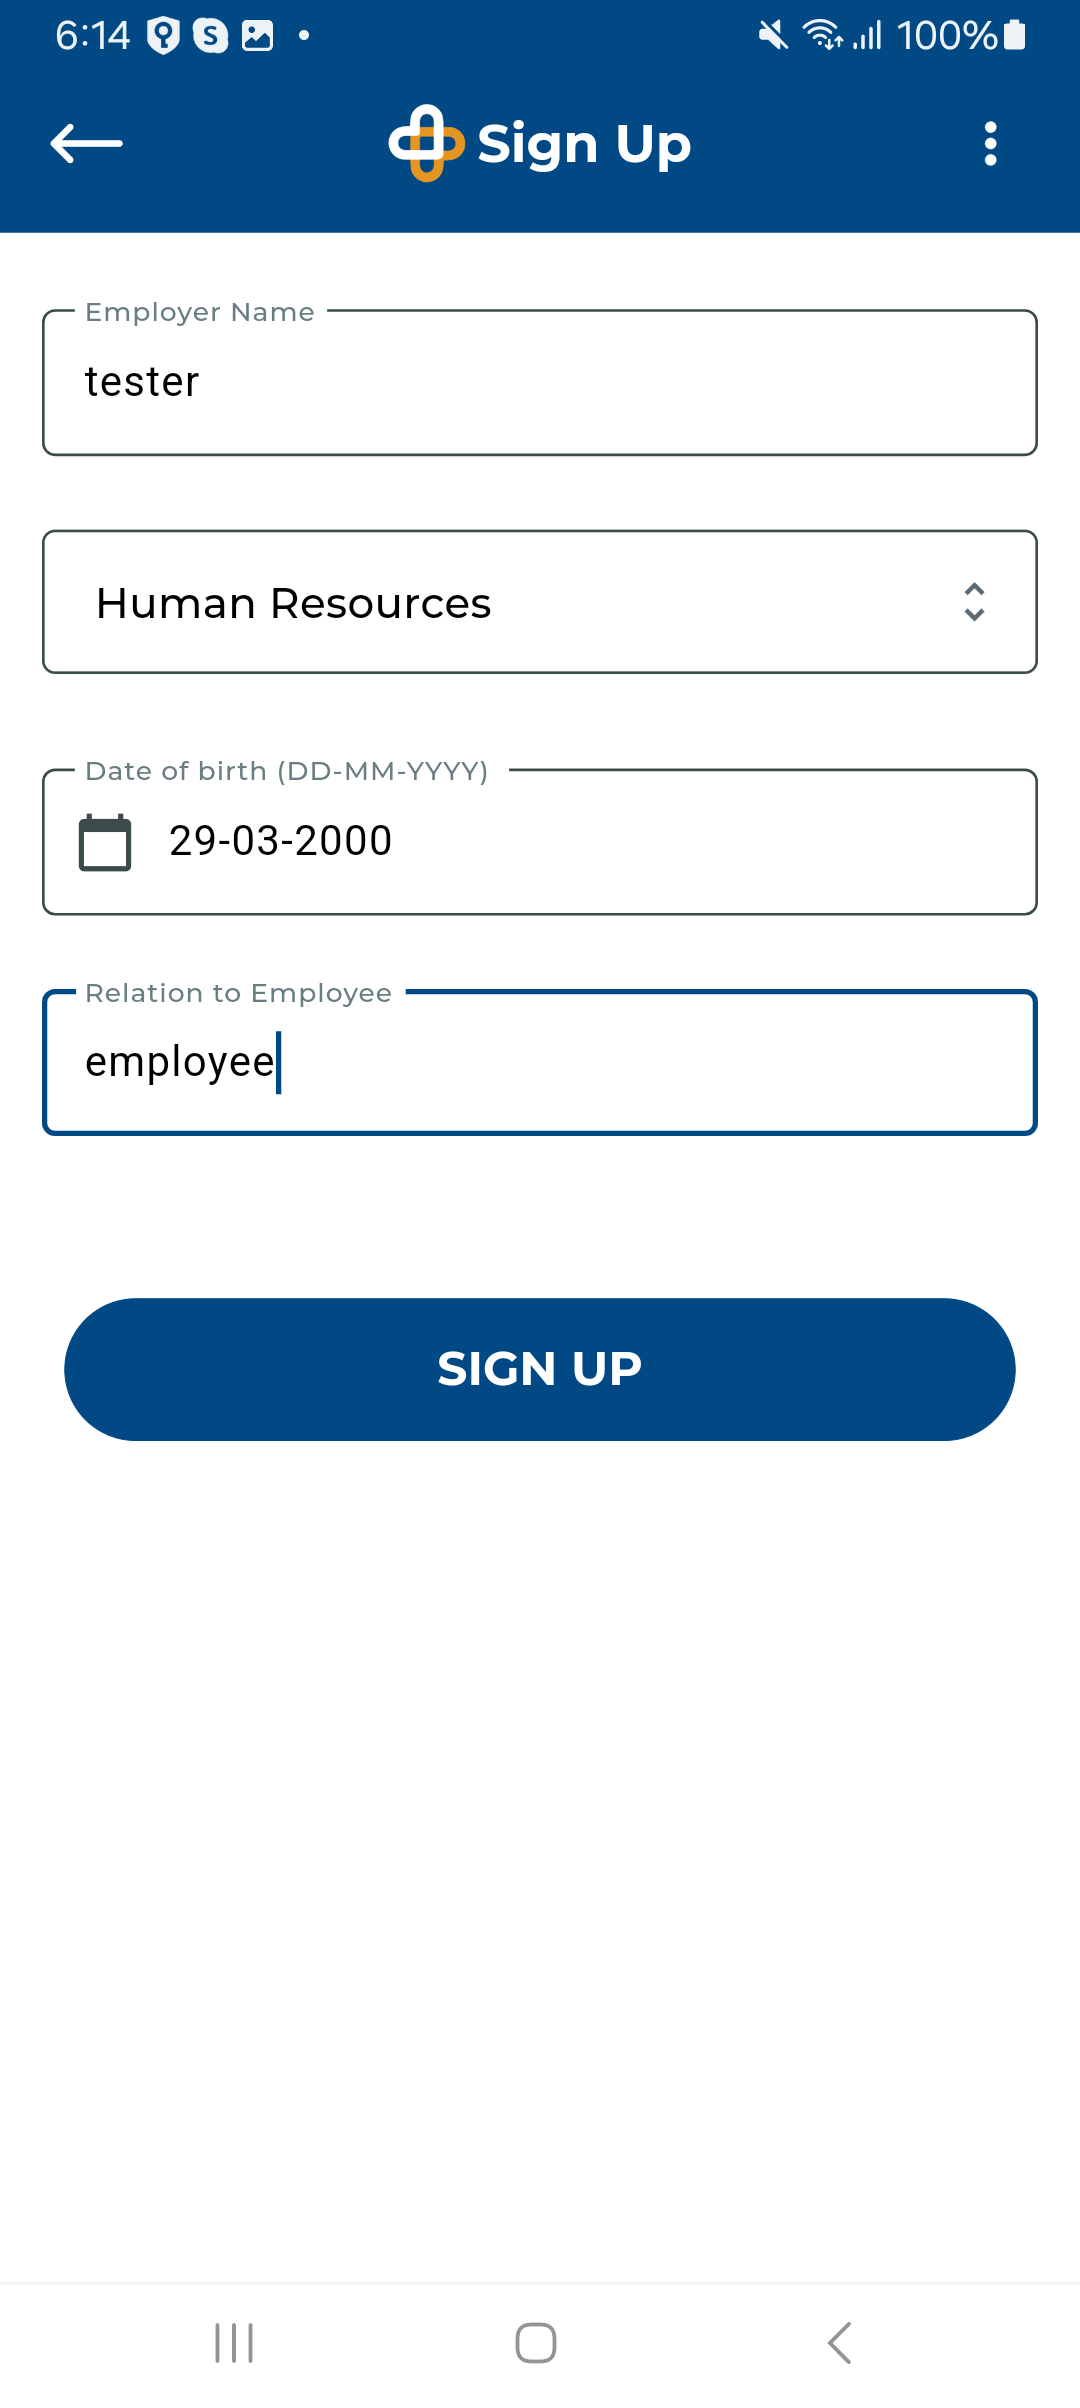 6:14 100%
Sign Up
Employer Name
tester
Human Resources
Date of birth (DD-MM-YYYY)
29-03-2000
Relation to Employee
employee
SIGN UP